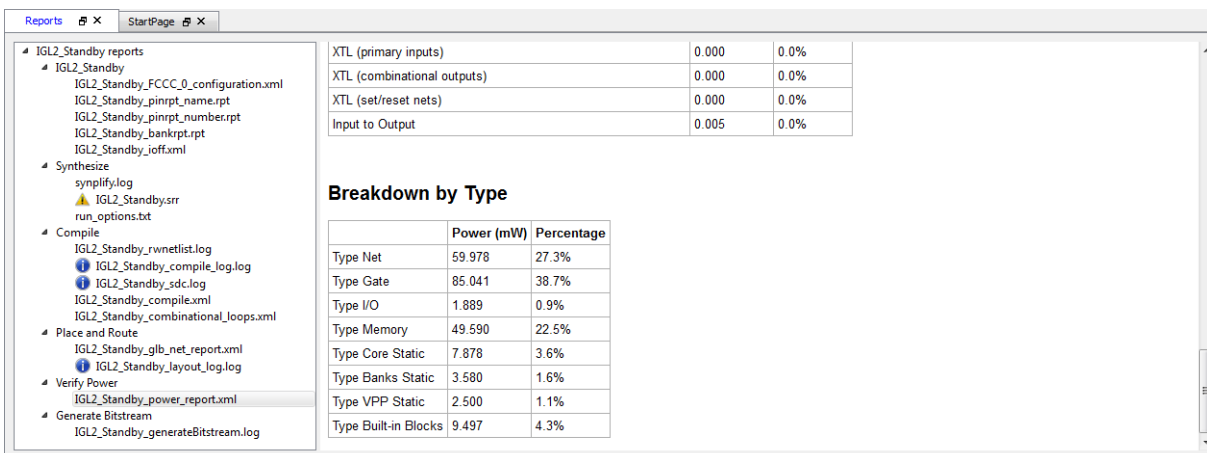 Reports StartPage
IGL2_Standby reports
IGL2_Standby
IGL2_Standby_FCCC_0_configuration.xml
IGL2_Standby_pinrpt_name.rpt
IGL2_Standby_pinrpt_number.rpt
IGL2_Standby_bankrpt.rpt
IGL2_Standby_ioff.xml
Synthesize
synplify.log
IGL2_Standby.srr
run_options.txt
Compile
IGL2_Standby_rwnetlist.log
IGL2_Standby_compile_log.log
IGL2_Standby_sdc.log
IGL2_Standby_compile.xml
IGL2_Standby_combinational_loops.xml
Place and Route
IGL2_Standby_glb_net_report.xml
IGL2_Standby_layout_log.log
Verify Power
IGL2_Standby_power_report.xml
Generate Bitstream
IGL2_Standby_generateBitstream.log
XTL (primary inputs) 0.000 0.0%
XTL (combinational outputs) 0.000 0.0%
XTL (set/reset nets) 0.000 0.0%
Input to Output 0.005 0.0%
Breakdown by Type
Power (mW) Percentage
Type Net 59.978 27.3%
Type Gate 85.041 38.7%
Type I/O 1.889 0.9%
Type Memory 49.590 22.5%
Type Core Static 7.878 3.6%
Type Banks Static 3.580 1.6%
Type VPP Static 2.500 1.1%
Type Built-in Blocks 9.497 4.3%